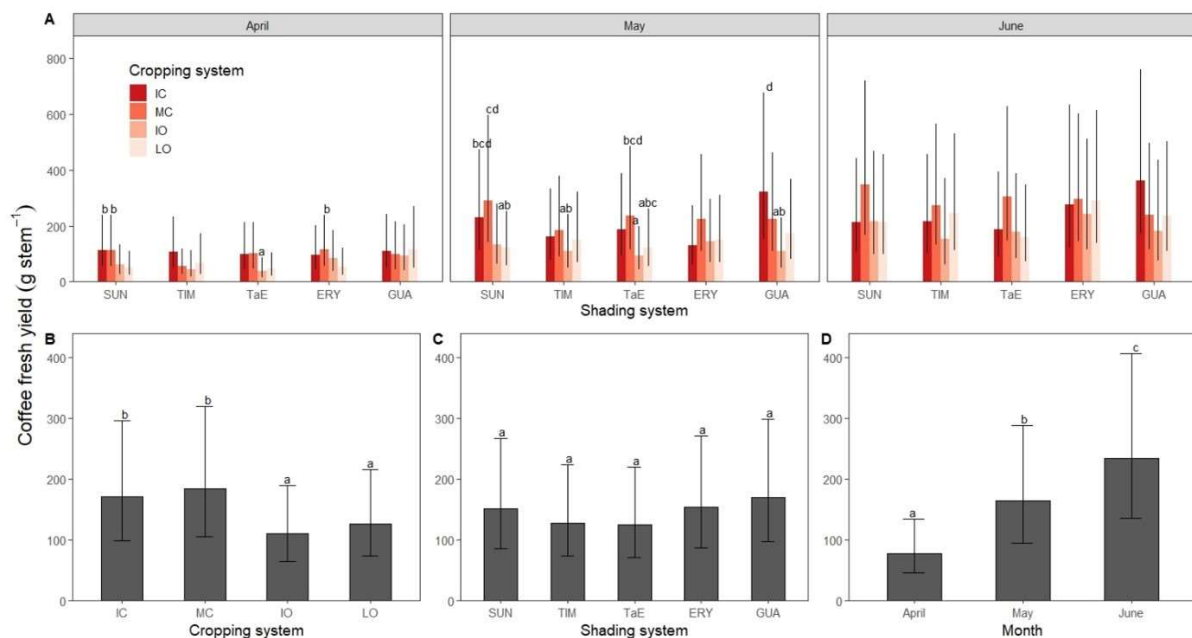 A
April
May
June
Coffee fresh yield (g stem⁻¹)
800
600
400
200
0
Cropping system
IC
MC
IO
LO
b b
a
b
bcd
cd
ab
bcd
a
abc
d
ab
ab
SUN TIM TaE ERY GUA
SUN TIM TaE ERY GUA
SUN TIM TaE ERY GUA
Shading system
B
400
300
200
100
0
b b a a
IC MC IO LO
Cropping system
C
400
300
200
100
0
a a a a a
SUN TIM TaE ERY GUA
Shading system
D
400
300
200
100
0
a b c
April May June
Month